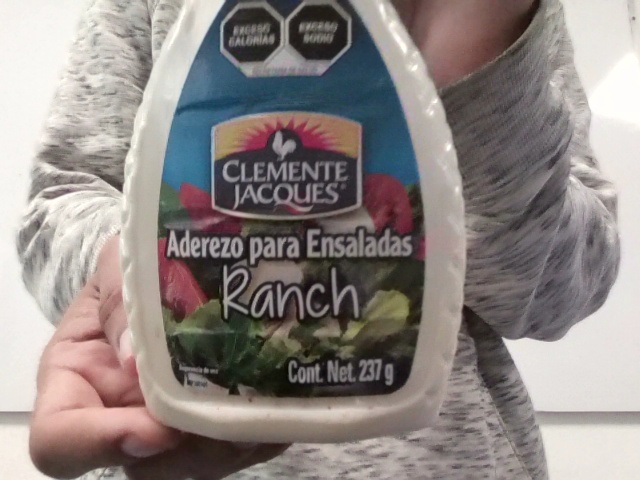 EXCESO
CALORÍAS
EXCESO
SODIO
CLEMENTE
JACQUES®
Aderezo para Ensaladas
Ranch
Cont. Net. 237 g